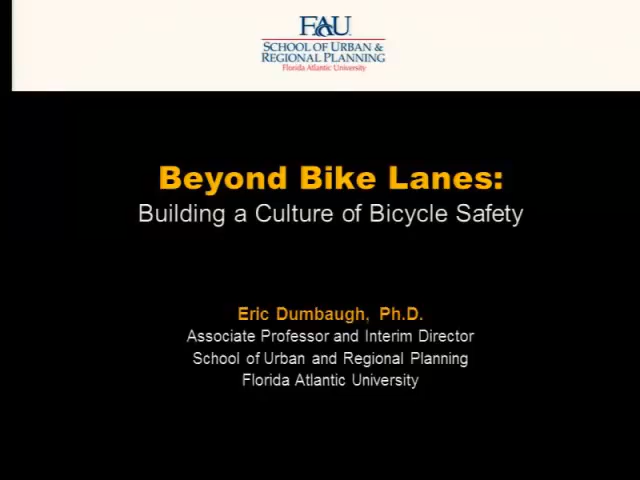 FAU
SCHOOL OF URBAN &
REGIONAL PLANNING
Florida Atlantic University
Beyond Bike Lanes:
Building a Culture of Bicycle Safety
Eric Dumbaugh, Ph.D.
Associate Professor and Interim Director
School of Urban and Regional Planning
Florida Atlantic University